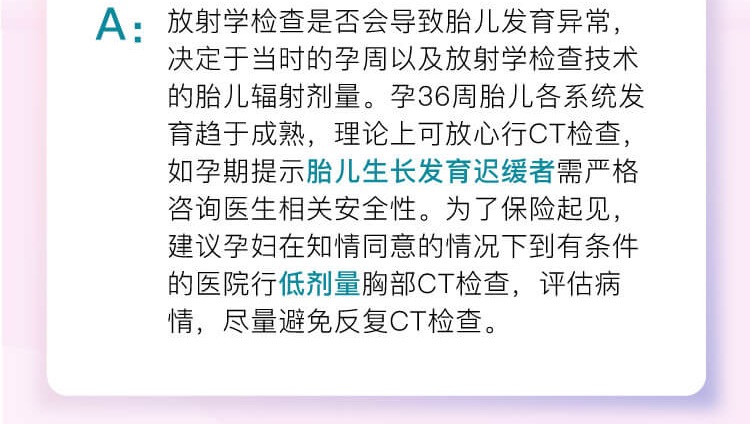 A: 放射学检查是否会导致胎儿发育异常，
决定于当时的孕周以及放射学检查技术
的胎儿辐射剂量。孕36周胎儿各系统发
育趋于成熟，理论上可放心行CT检查，
如孕期提示胎儿生长发育迟缓者需严格
咨询医生相关安全性。为了保险起见，
建议孕妇在知情同意的情况下到有条件
的医院行低剂量胸部CT检查，评估病
情，尽量避免反复CT检查。